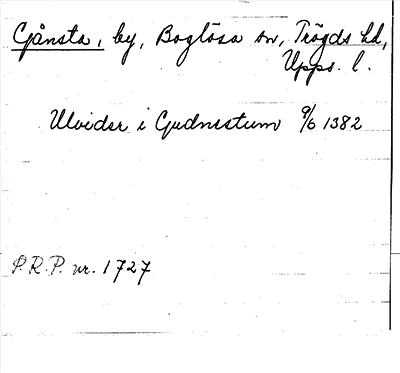 Gånsta, by, Boglösa sn, Trögds hd,
Upps. l.
Ulvider i Gudnestum 9/6 1382
P.R.P. nr. 1727